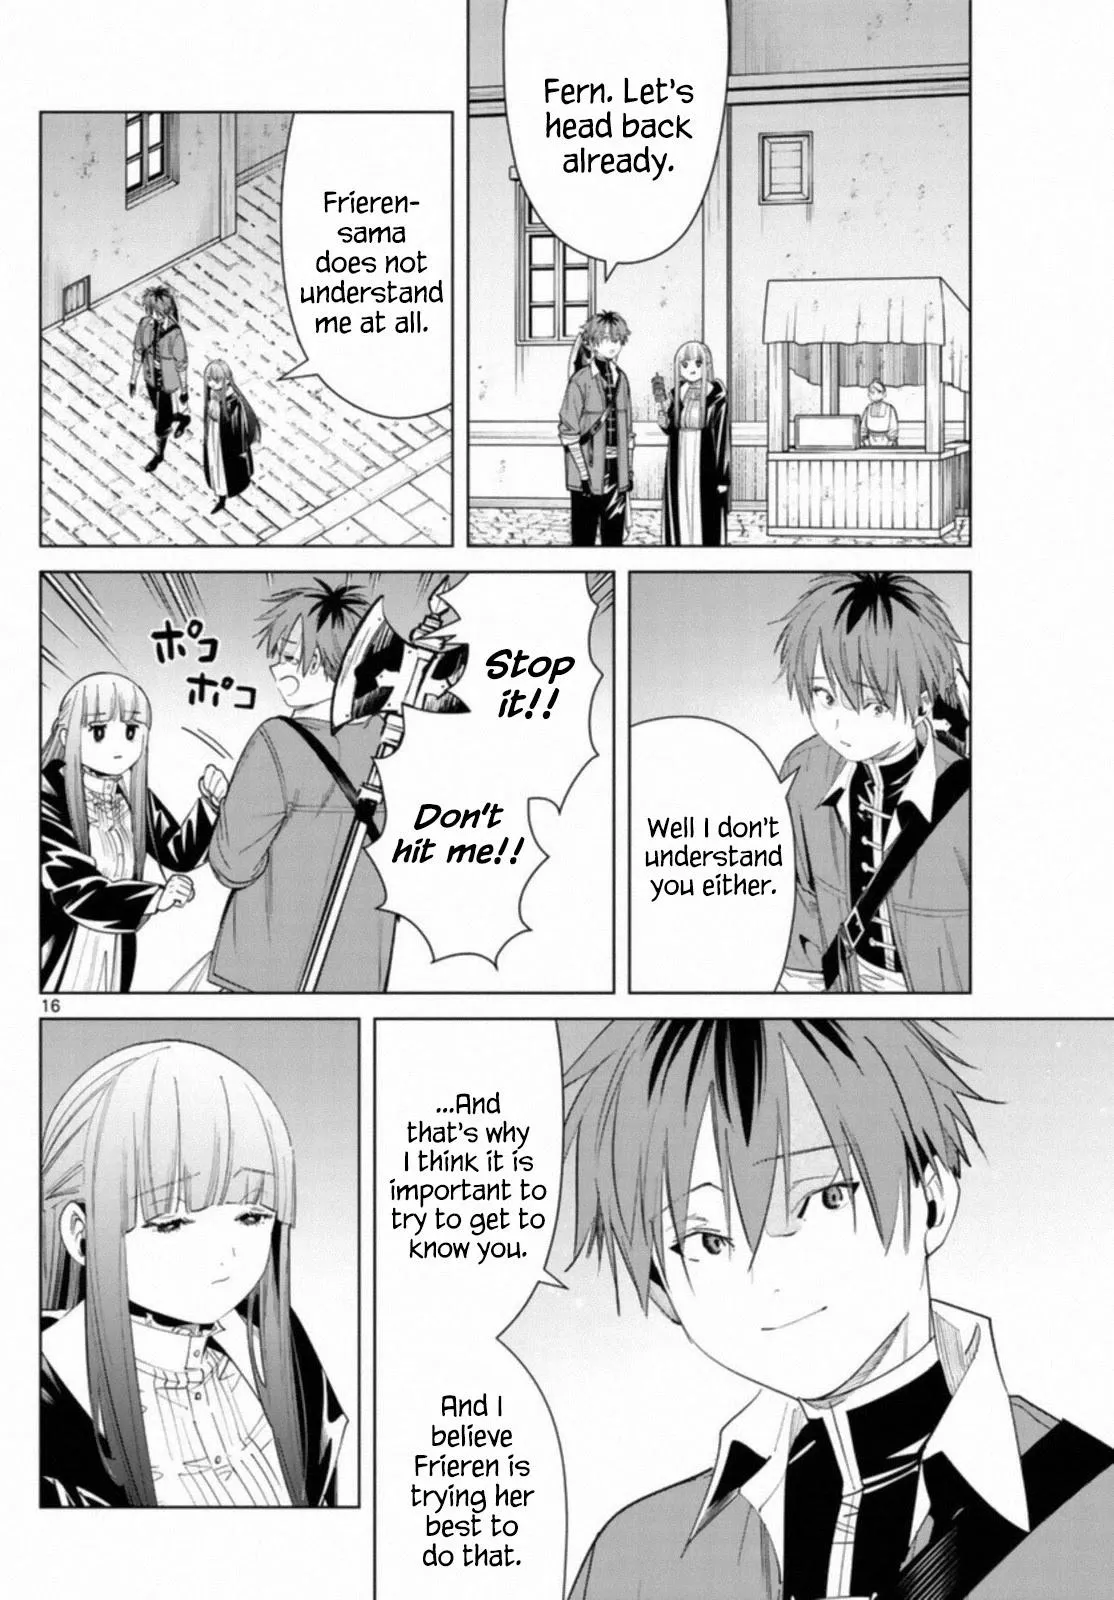 Fern. Let's
head back
already.
Frieren-
sama
does not
understand
me at all.
Well I don't
understand
you either.
Stop
it!!
Don't
hit me!!
ポコ
ポコ
16
...And
that's why
I think it is
important to
try to get to
know you.
And I
believe
Frieren is
trying her
best to
do that.